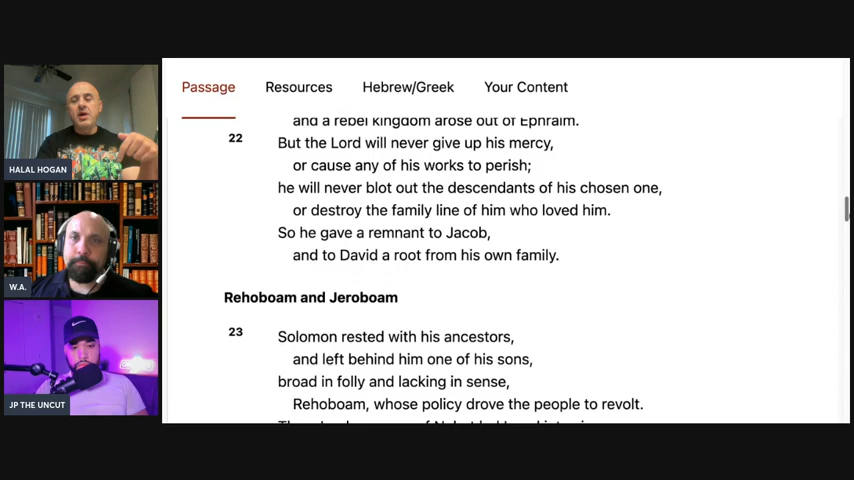 HALAL HOGAN
W.A.
JP THE UNCUT
Passage Resources Hebrew/Greek Your Content
and a rebel kingdom arose out of Ephraim.
22 But the Lord will never give up his mercy,
or cause any of his works to perish;
he will never blot out the descendants of his chosen one,
or destroy the family line of him who loved him.
So he gave a remnant to Jacob,
and to David a root from his own family.
Rehoboam and Jeroboam
23 Solomon rested with his ancestors,
and left behind him one of his sons,
broad in folly and lacking in sense,
Rehoboam, whose policy drove the people to revolt.